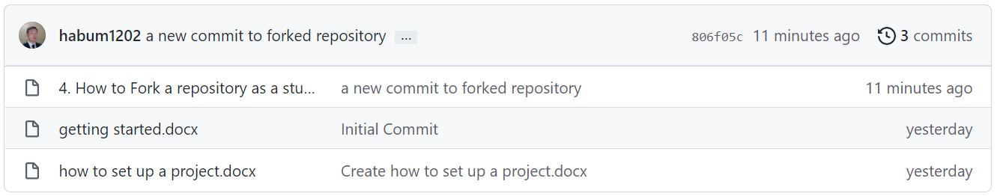 habum1202 a new commit to forked repository ... 806f05c 11 minutes ago 3 commits
4. How to Fork a repository as a stu... a new commit to forked repository 11 minutes ago
getting started.docx Initial Commit yesterday
how to set up a project.docx Create how to set up a project.docx yesterday